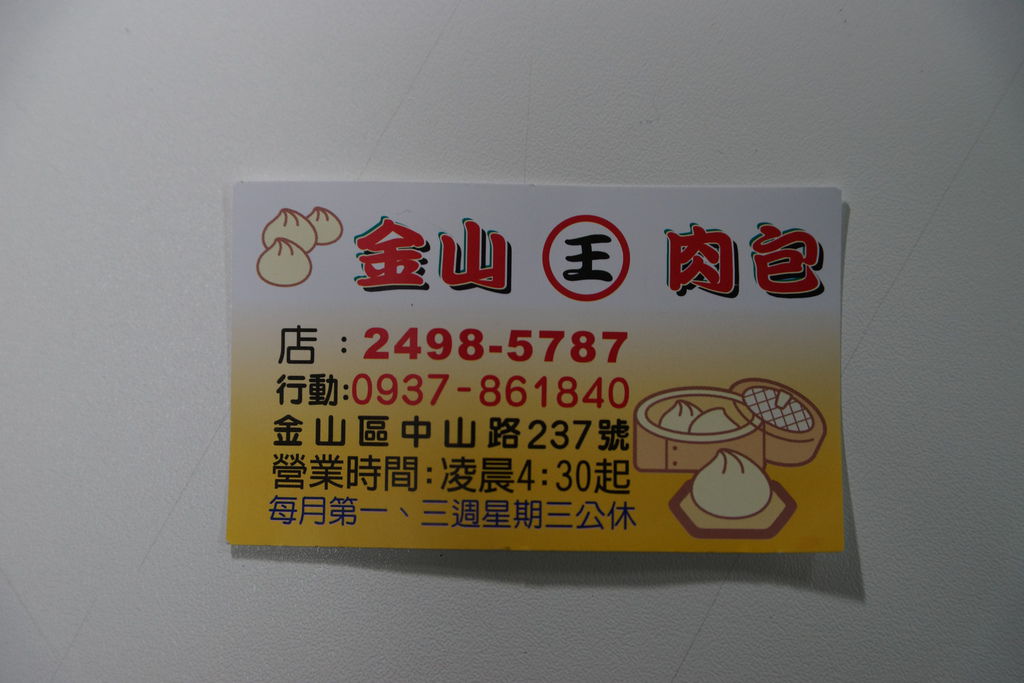 金山 王 肉包
店：2498-5787
行動:0937-861840
金山區中山路237號
營業時間:凌晨4:30起
每月第一、三週星期三公休